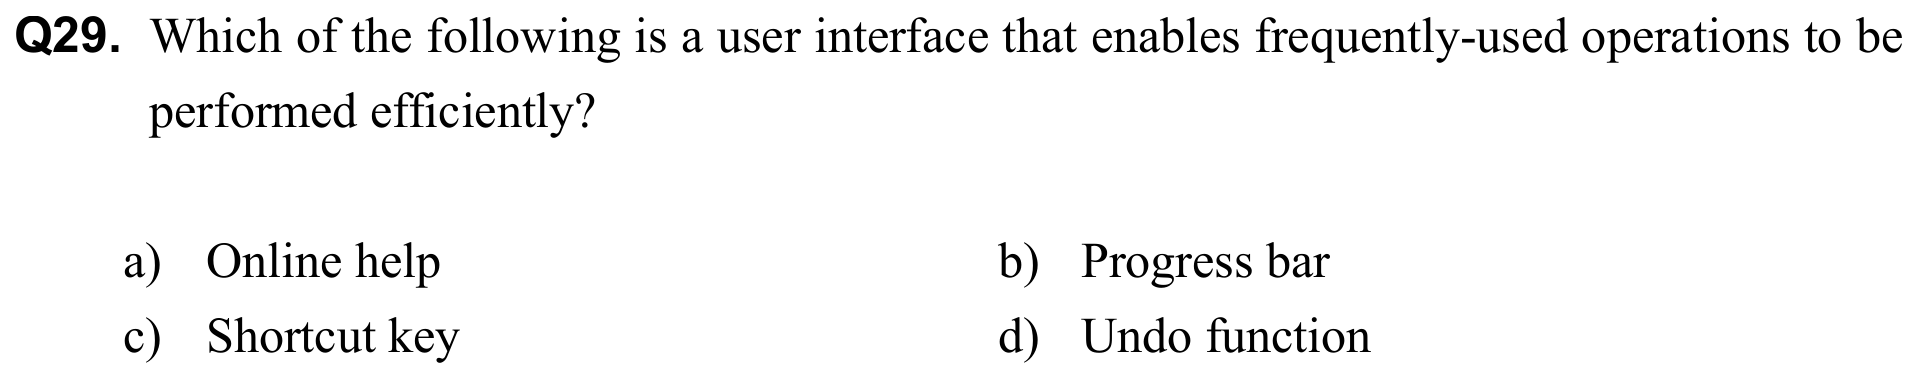 Q29. Which of the following is a user interface that enables frequently-used operations to be
performed efficiently?
a) Online help b) Progress bar
c) Shortcut key d) Undo function